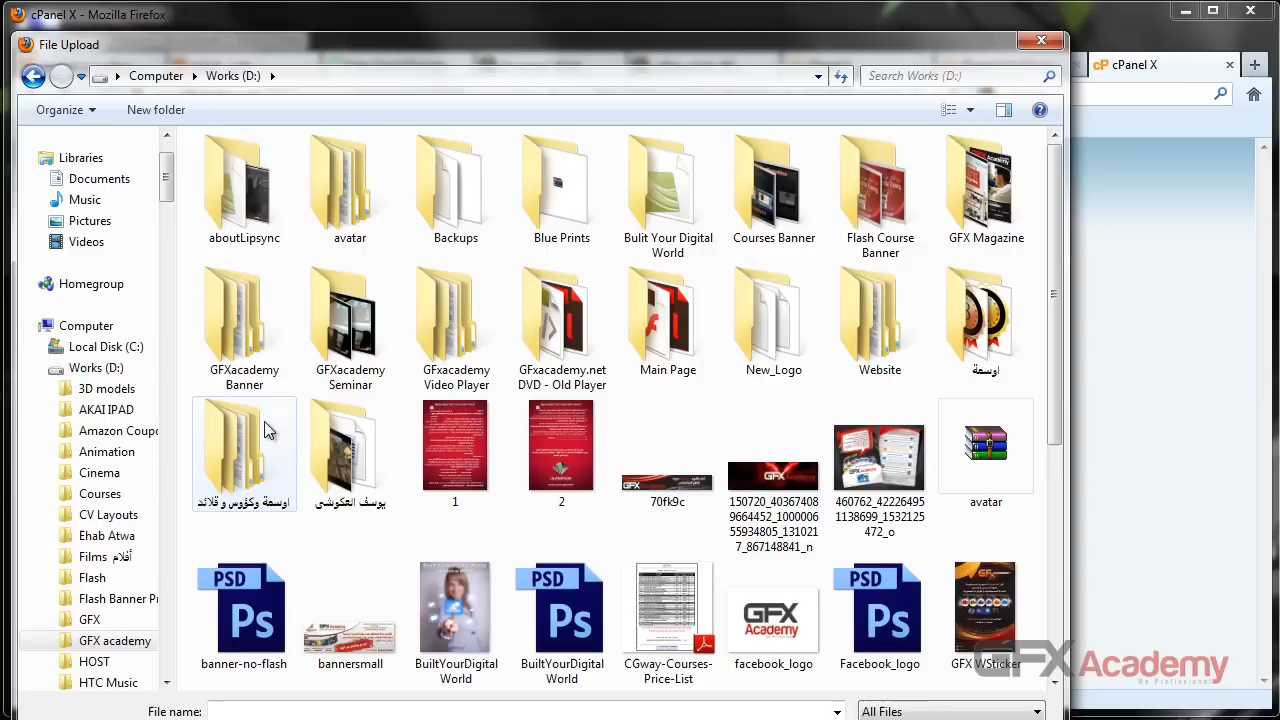 cPanel X - Mozilla Firefox
File Upload
cPanel X
Computer
Works (D:)
Search Works (D:)
Organize
New folder
Libraries
Documents
Music
Pictures
Videos
Homegroup
Computer
Local Disk (C:)
Works (D:)
3D models
Animation
Cinema
Courses
CV Layouts
Ehab Atwa
Films أفلام
Flash
Flash Banner P
GFX
GFX academy
HOST
HTC Music
aboutLipsync
avatar
Backups
Blue Prints
Bulit Your Digital
World
Courses Banner
Flash Course
Banner
GFX Magazine
GFXacademy
Banner
GFXacademy
Seminar
GFXacademy
Video Player
GFXacademy.net
DVD - Old Player
Main Page
New_Logo
Website
اوسمة
اوسمة وكؤوس و قلائد
يوسف العكوشي
1
2
70fk9c
150720_40367408
9664452_1000006
55934805_131021
7_867148841_n
460762_42226495
1138699_1532125
472_o
avatar
PSD
Ps
banner-no-flash
bannersmall
BuiltYourDigital
World
PSD
Ps
BuiltYourDigital
World
CGway-Courses-
Price-List
GFX
Academy
facebook_logo
PSD
Ps
Facebook_logo
GFX WSticker
File name:
All Files
GFXAcademy
Be Professional